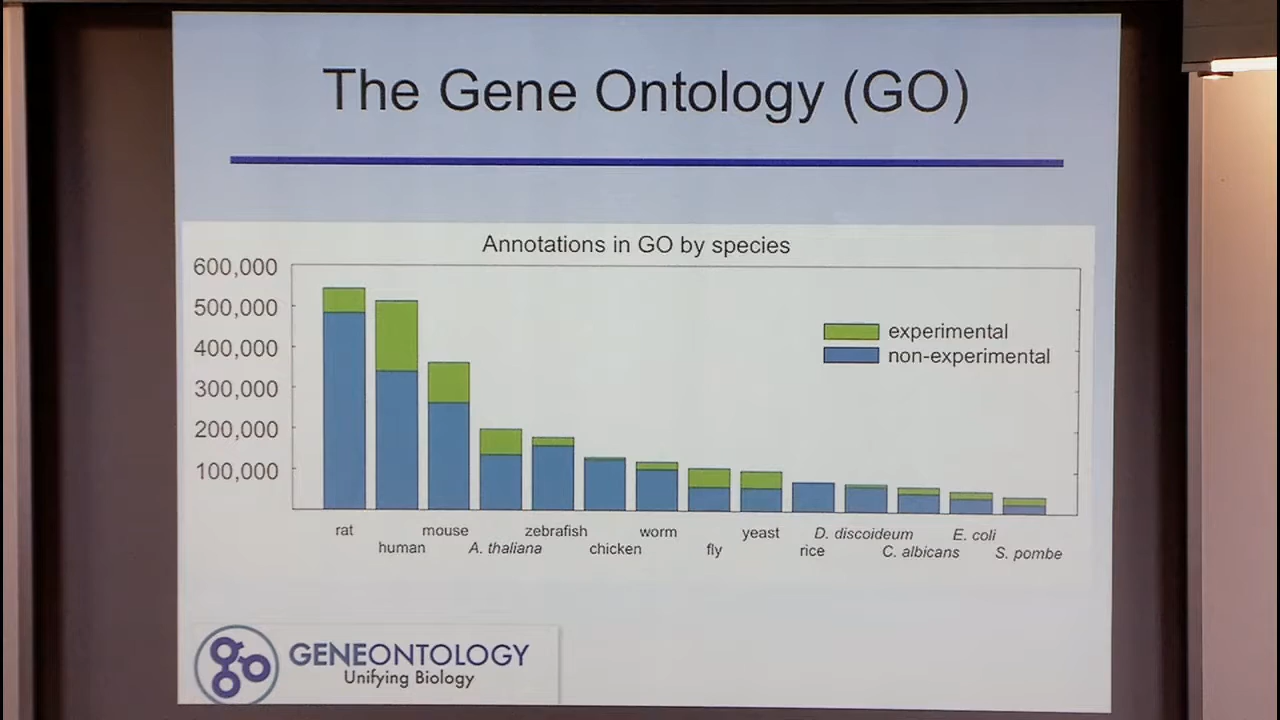 The Gene Ontology (GO)
Annotations in GO by species
600,000
500,000
400,000
300,000
200,000
100,000
experimental
non-experimental
rat
human
mouse
A. thaliana
zebrafish
chicken
worm
fly
yeast
rice
D. discoideum
C. albicans
E. coli
S. pombe
go
GENEONTOLOGY
Unifying Biology